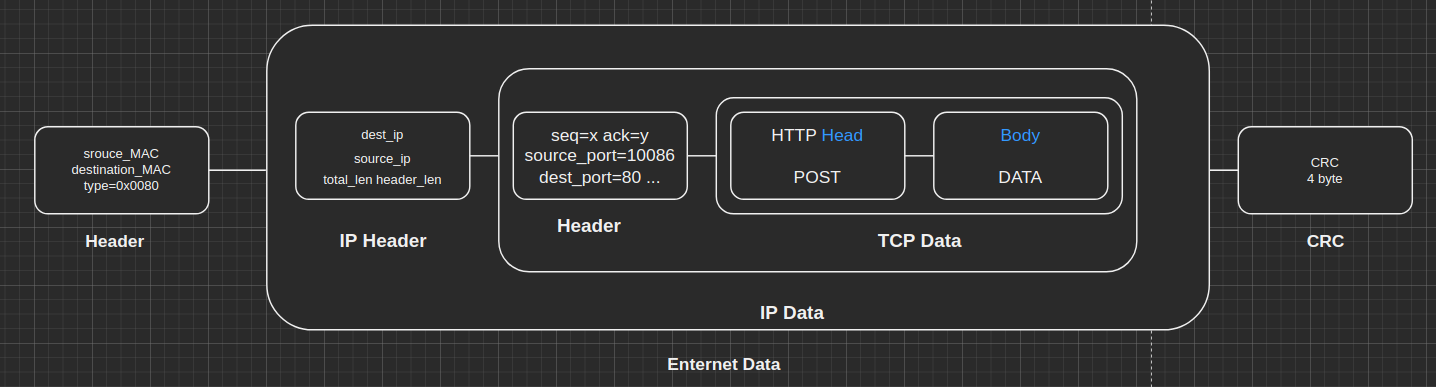 srouce_MAC
destination_MAC
type=0x0080
Header
dest_ip
source_ip
total_len header_len
IP Header
seq=x ack=y
source_port=10086
dest_port=80 ...
Header
HTTP Head
POST
Body
DATA
TCP Data
IP Data
Enternet Data
CRC
4 byte
CRC